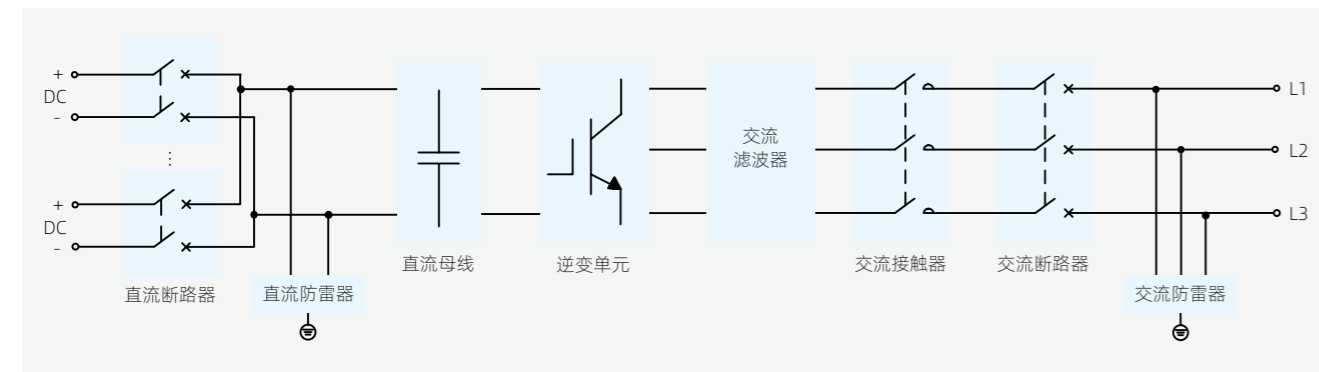 +
DC
-
⋮
+
DC
-
直流断路器
直流防雷器
直流母线
逆变单元
交流
滤波器
交流接触器
交流断路器
交流防雷器
L1
L2
L3